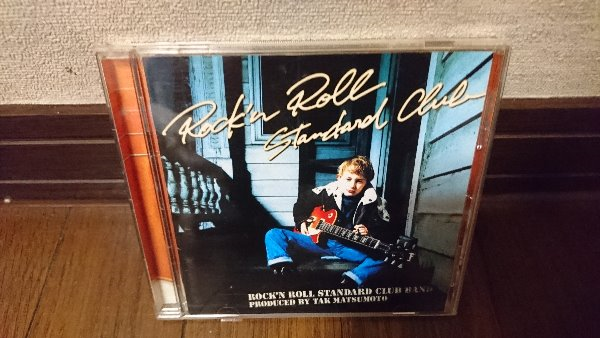 Rock'n Roll
Standard Club
ROCK'N ROLL STANDARD CLUB BAND
PRODUCED BY TAK MATSUMOTO